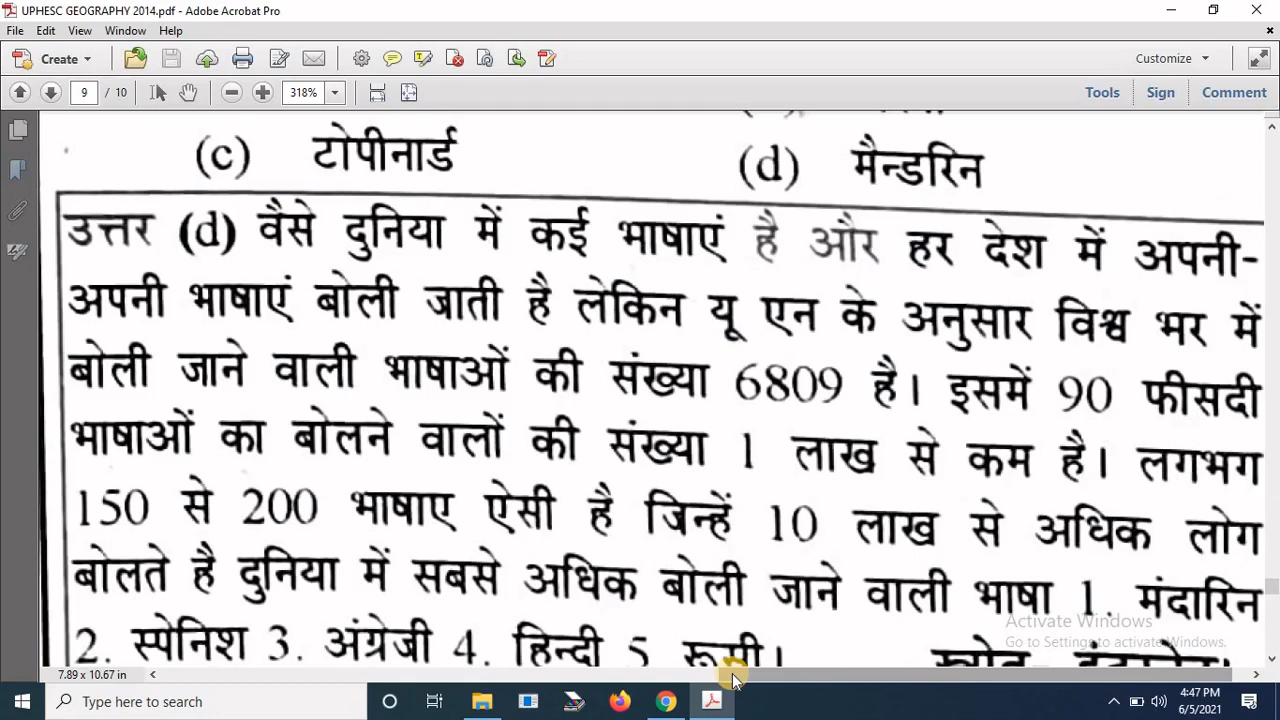 UPHESC GEOGRAPHY 2014.pdf - Adobe Acrobat Pro
File Edit View Window Help
Create Customize
9 / 10 318% Tools Sign Comment
(c) टोपीनार्ड (d) मैन्डरिन
उत्तर (d) वैसे दुनिया में कई भाषाएं है और हर देश में अपनी-
अपनी भाषाएं बोली जाती है लेकिन यू एन के अनुसार विश्व भर में
बोली जाने वाली भाषाओं की संख्या 6809 है। इसमें 90 फीसदी
भाषाओं का बोलने वालों की संख्या 1 लाख से कम है। लगभग
150 से 200 भाषाए ऐसी है जिन्हें 10 लाख से अधिक लोग
बोलते है दुनिया में सबसे अधिक बोली जाने वाली भाषा 1. मंदारिन
Activate Windows
2. स्पेनिश 3. अंग्रेजी 4. हिन्दी 5
Go to Settings to activate Windows.
7.89 x 10.67 in
Type here to search
4:47 PM
6/5/2021